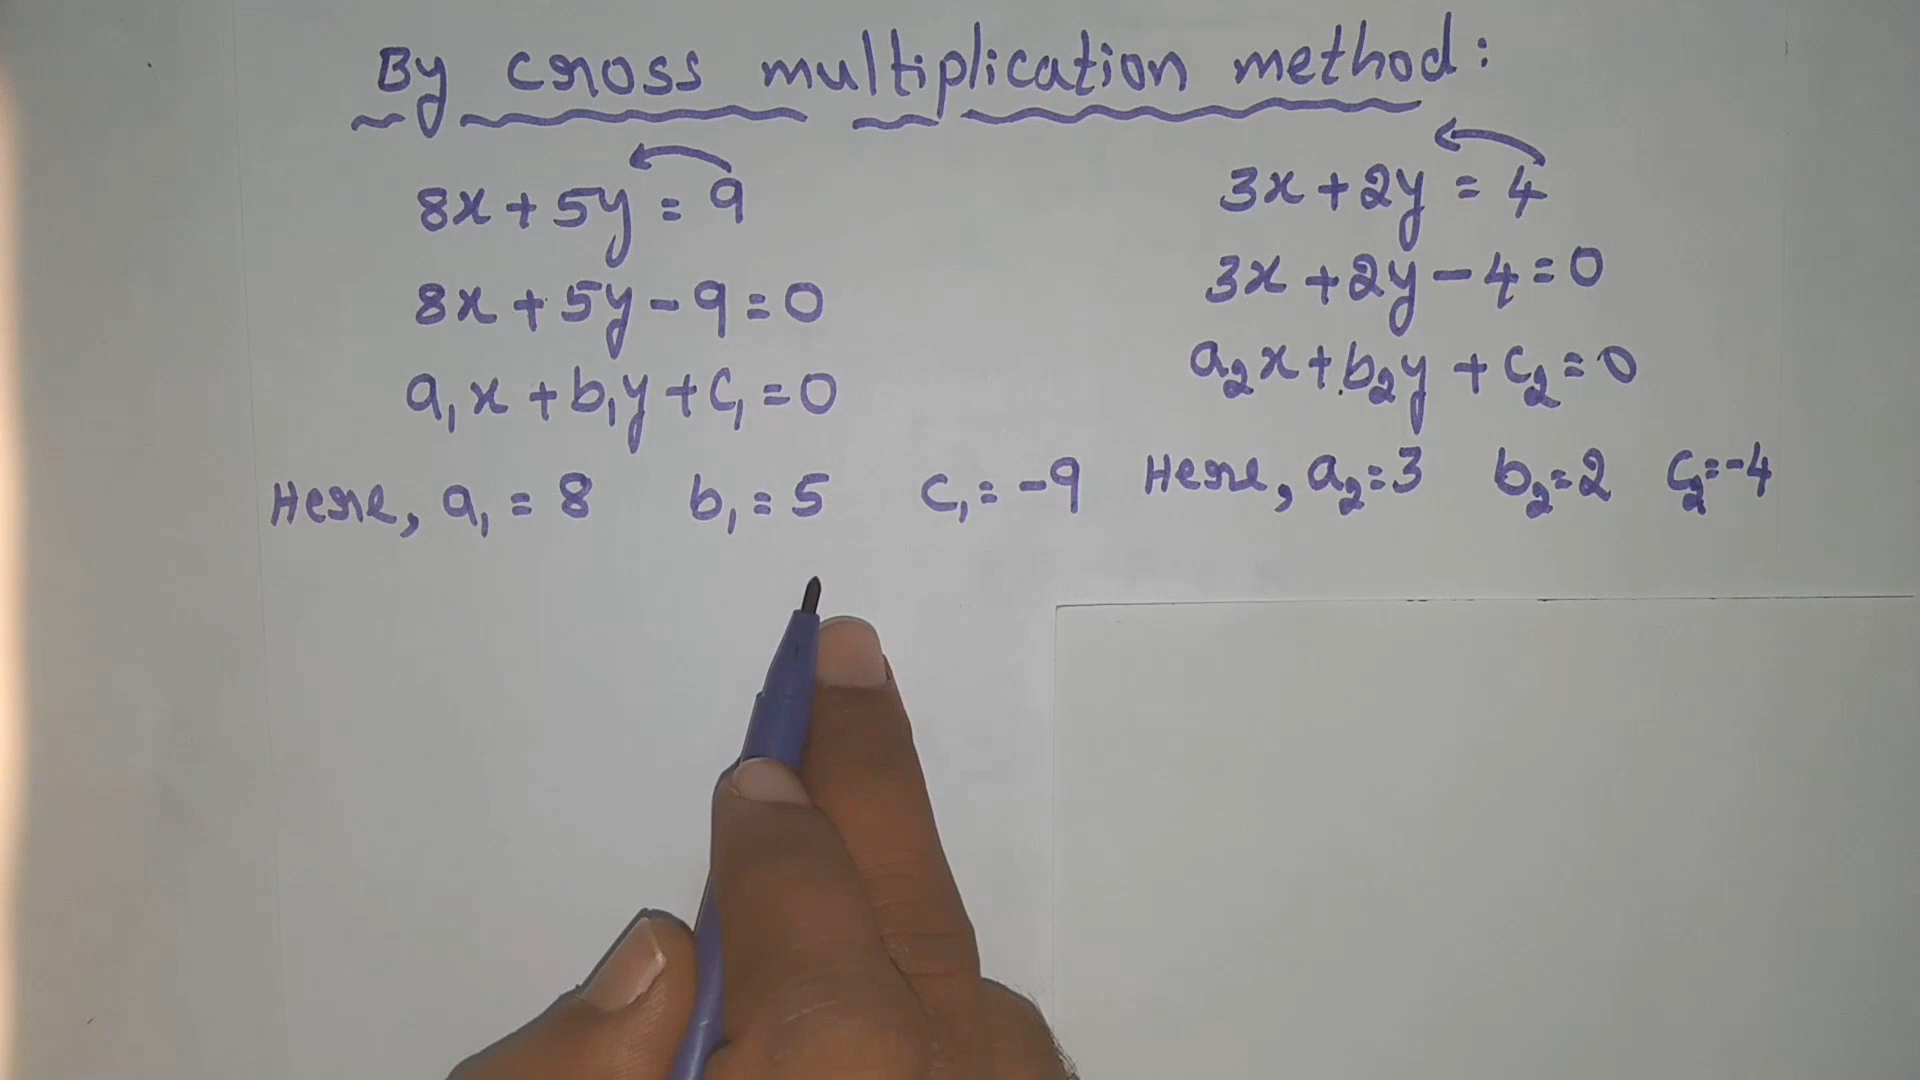 By cross multiplication method:
8x + 5y = 9
8x + 5y - 9 = 0
a₁x + b₁y + c₁ = 0
Here, a₁ = 8 b₁ = 5 c₁ = -9
3x + 2y = 4
3x + 2y - 4 = 0
a₂x + b₂y + c₂ = 0
Here, a₂ = 3 b₂ = 2 c₂ = -4